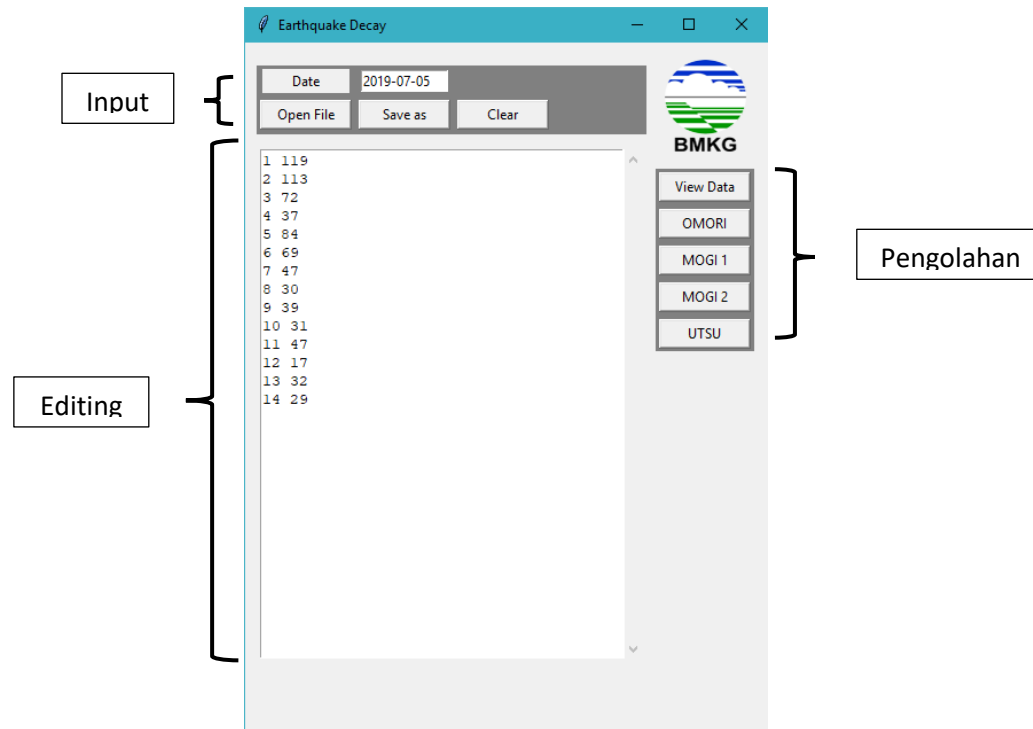 Earthquake Decay
Input
Date 2019-07-05
Open File Save as Clear
BMKG
1 119
2 113
3 72
4 37
5 84
6 69
7 47
8 30
9 39
10 31
11 47
12 17
13 32
14 29
Editing
View Data
OMORI
MOGI 1
MOGI 2
UTSU
Pengolahan